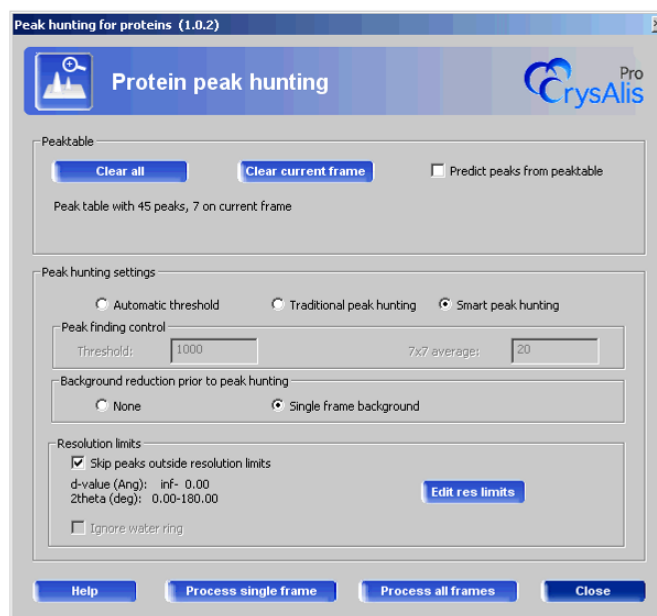 Peak hunting for proteins (1.0.2)
Protein peak hunting
CrysAlis Pro
Peaktable
Clear all Clear current frame Predict peaks from peaktable
Peak table with 45 peaks, 7 on current frame
Peak hunting settings
Automatic threshold Traditional peak hunting Smart peak hunting
Peak finding control
Threshold: 1000 7x7 average: 20
Background reduction prior to peak hunting
None Single frame background
Resolution limits
Skip peaks outside resolution limits
d-value (Ang): inf- 0.00
2theta (deg): 0.00-180.00
Edit res limits
Ignore water ring
Help Process single frame Process all frames Close